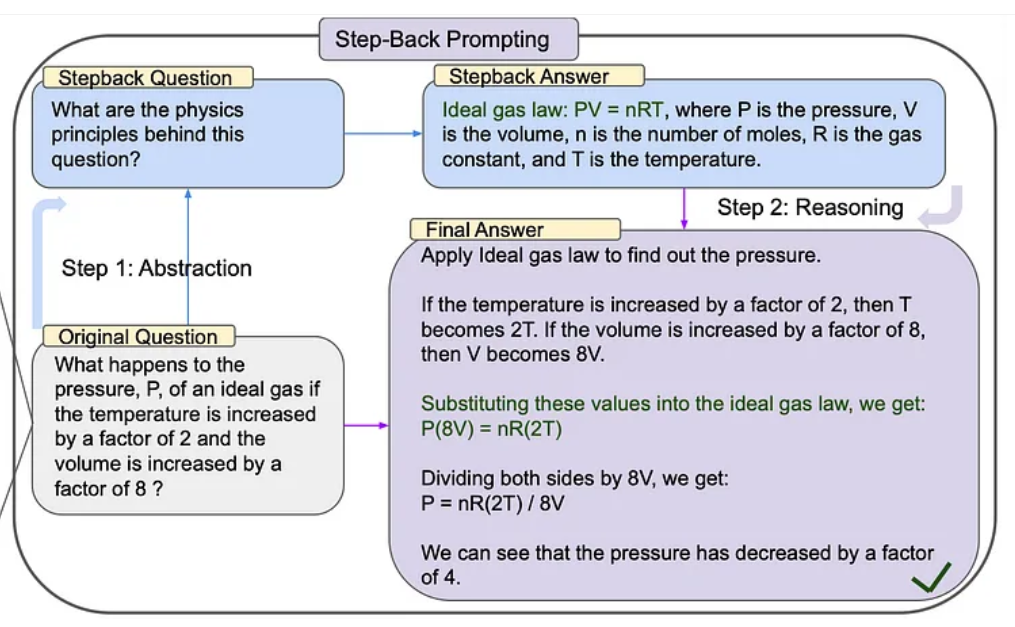 Step-Back Prompting
Stepback Question
What are the physics
principles behind this
question?
Stepback Answer
Ideal gas law: PV = nRT, where P is the pressure, V
is the volume, n is the number of moles, R is the gas
constant, and T is the temperature.
Step 1: Abstraction
Step 2: Reasoning
Original Question
What happens to the
pressure, P, of an ideal gas if
the temperature is increased
by a factor of 2 and the
volume is increased by a
factor of 8 ?
Final Answer
Apply Ideal gas law to find out the pressure.
If the temperature is increased by a factor of 2, then T
becomes 2T. If the volume is increased by a factor of 8,
then V becomes 8V.
Substituting these values into the ideal gas law, we get:
P(8V) = nR(2T)
Dividing both sides by 8V, we get:
P = nR(2T) / 8V
We can see that the pressure has decreased by a factor
of 4.